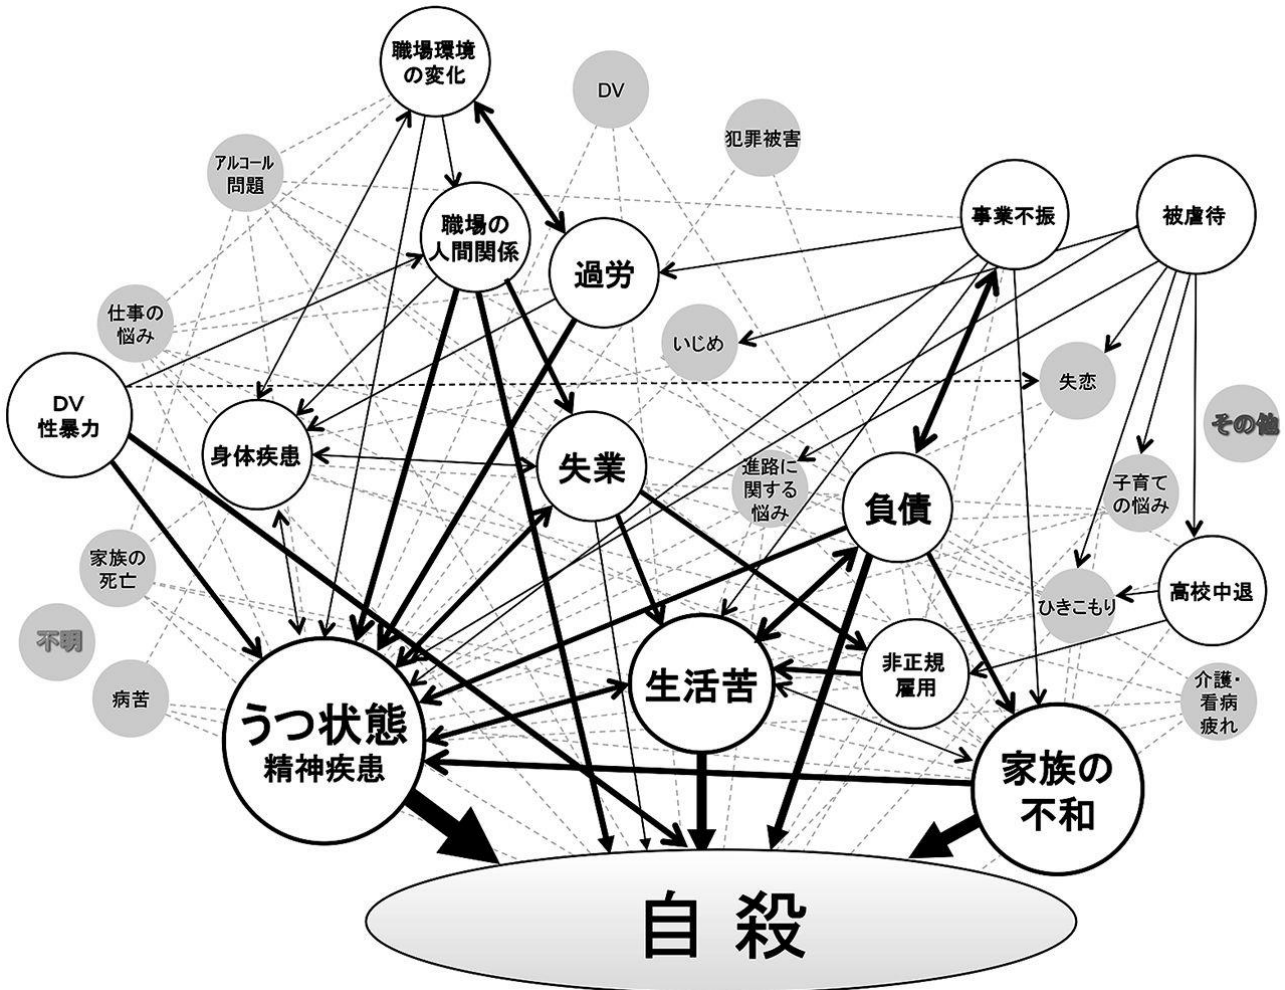 職場環境
の変化
DV
犯罪被害
アルコール
問題
職場の
人間関係
過労
事業不振
被虐待
仕事の
悩み
いじめ
失恋
DV
性暴力
その他
身体疾患
失業
進路に
関する
悩み
負債
子育て
の悩み
家族の
死亡
ひきこもり
高校中退
不明
病苦
うつ状態
精神疾患
生活苦
非正規
雇用
介護・
看病
疲れ
家族の
不和
自殺